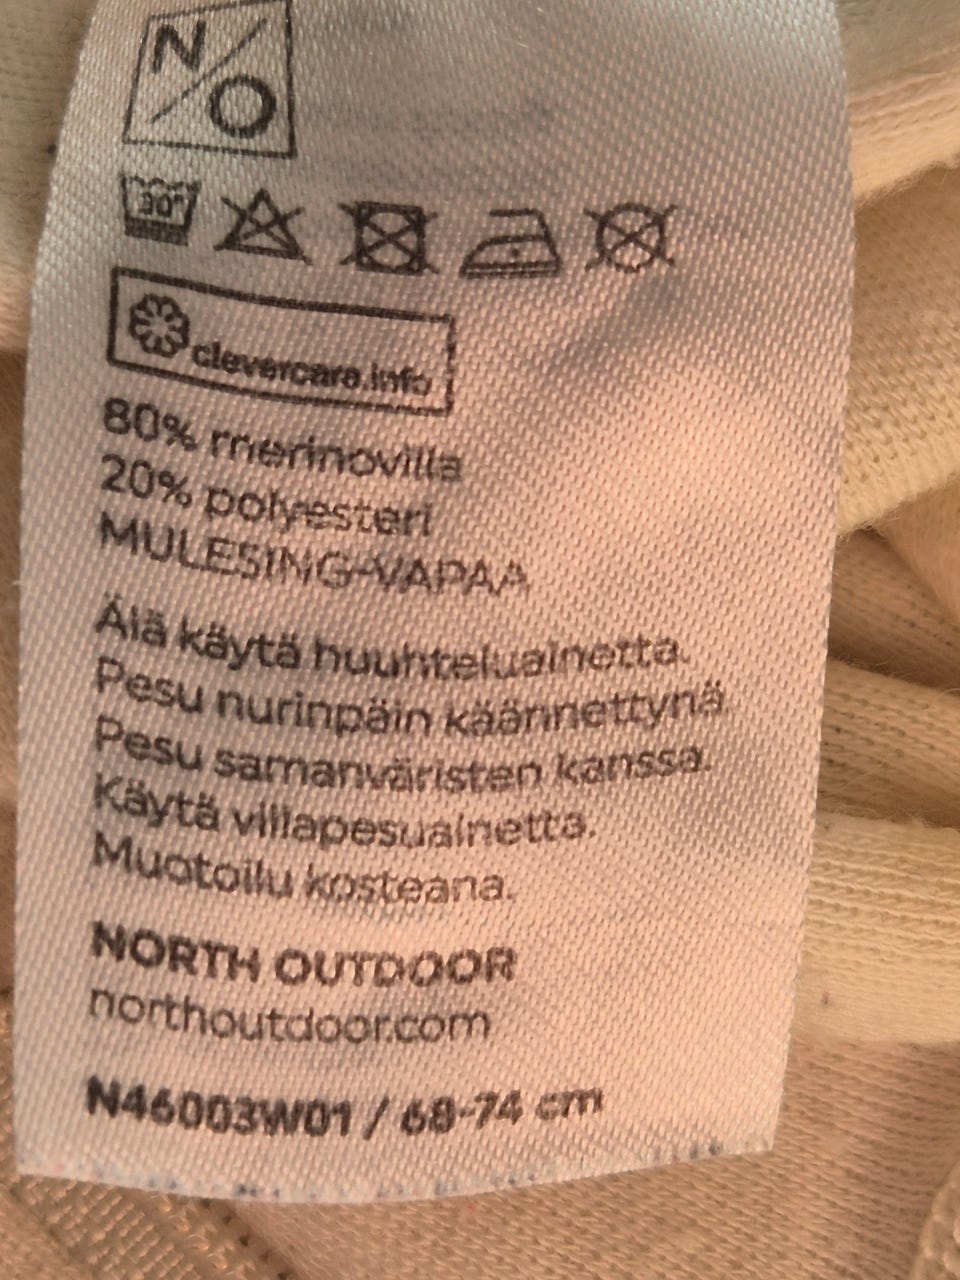 N/O
30°
clevercare.info
80% merinovilla
20% polyesteri
MULESING-VAPAA
Älä käytä huuhteluainetta.
Pesu nurinpäin käännettynä.
Pesu samanväristen kanssa.
Käytä villapesuainetta.
Muotoilu kosteana.
NORTH OUTDOOR
northoutdoor.com
N46003W01 / 68-74 cm